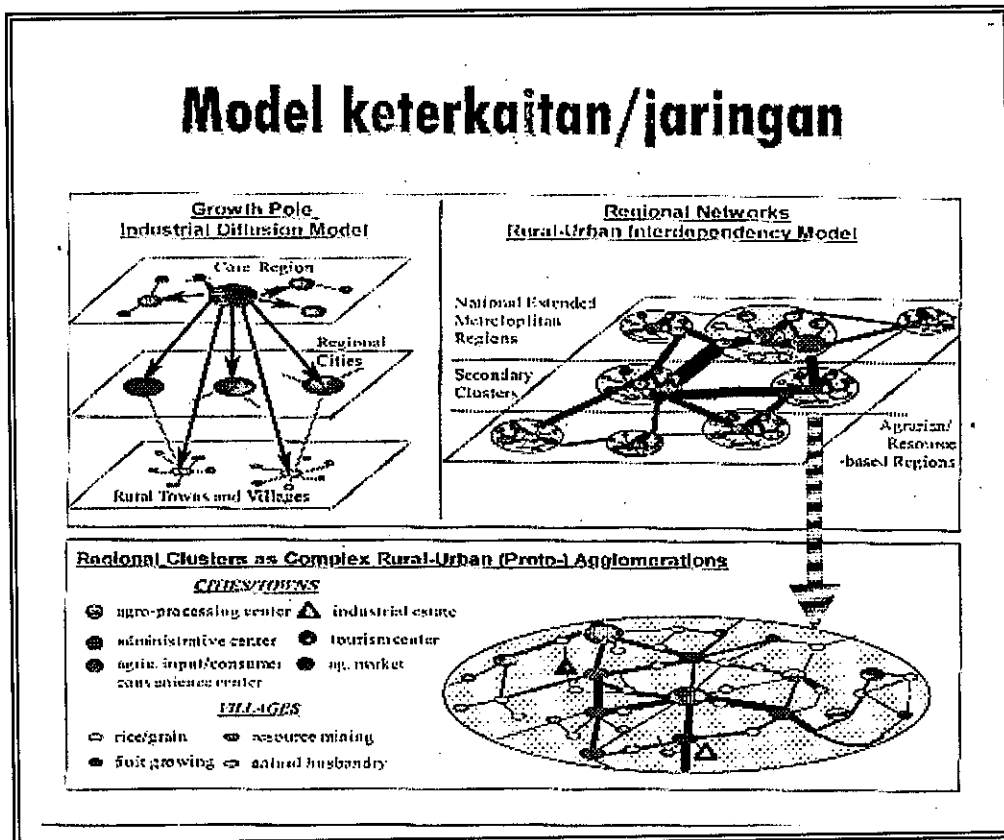 Model keterkaitan/jaringan
Growth Pole
Industrial Diffusion Model
Core Region
Regional
Cities
Rural Towns and Villages
Regional Networks
Rural-Urban Interdependency Model
National Extended
Metroloplitan
Regions
Secondary
Clusters
Agrarian/
Resource
-based Regions
Regional Clusters as Complex Rural-Urban (Proto-) Agglomerations
CITIES/TOWNS
agro-processing center
industrial estate
administrative center
tourism center
agric. input/consumer
convenience center
ag. market
VILLAGES
rice/grain
resource mining
fruit growing
husbandry